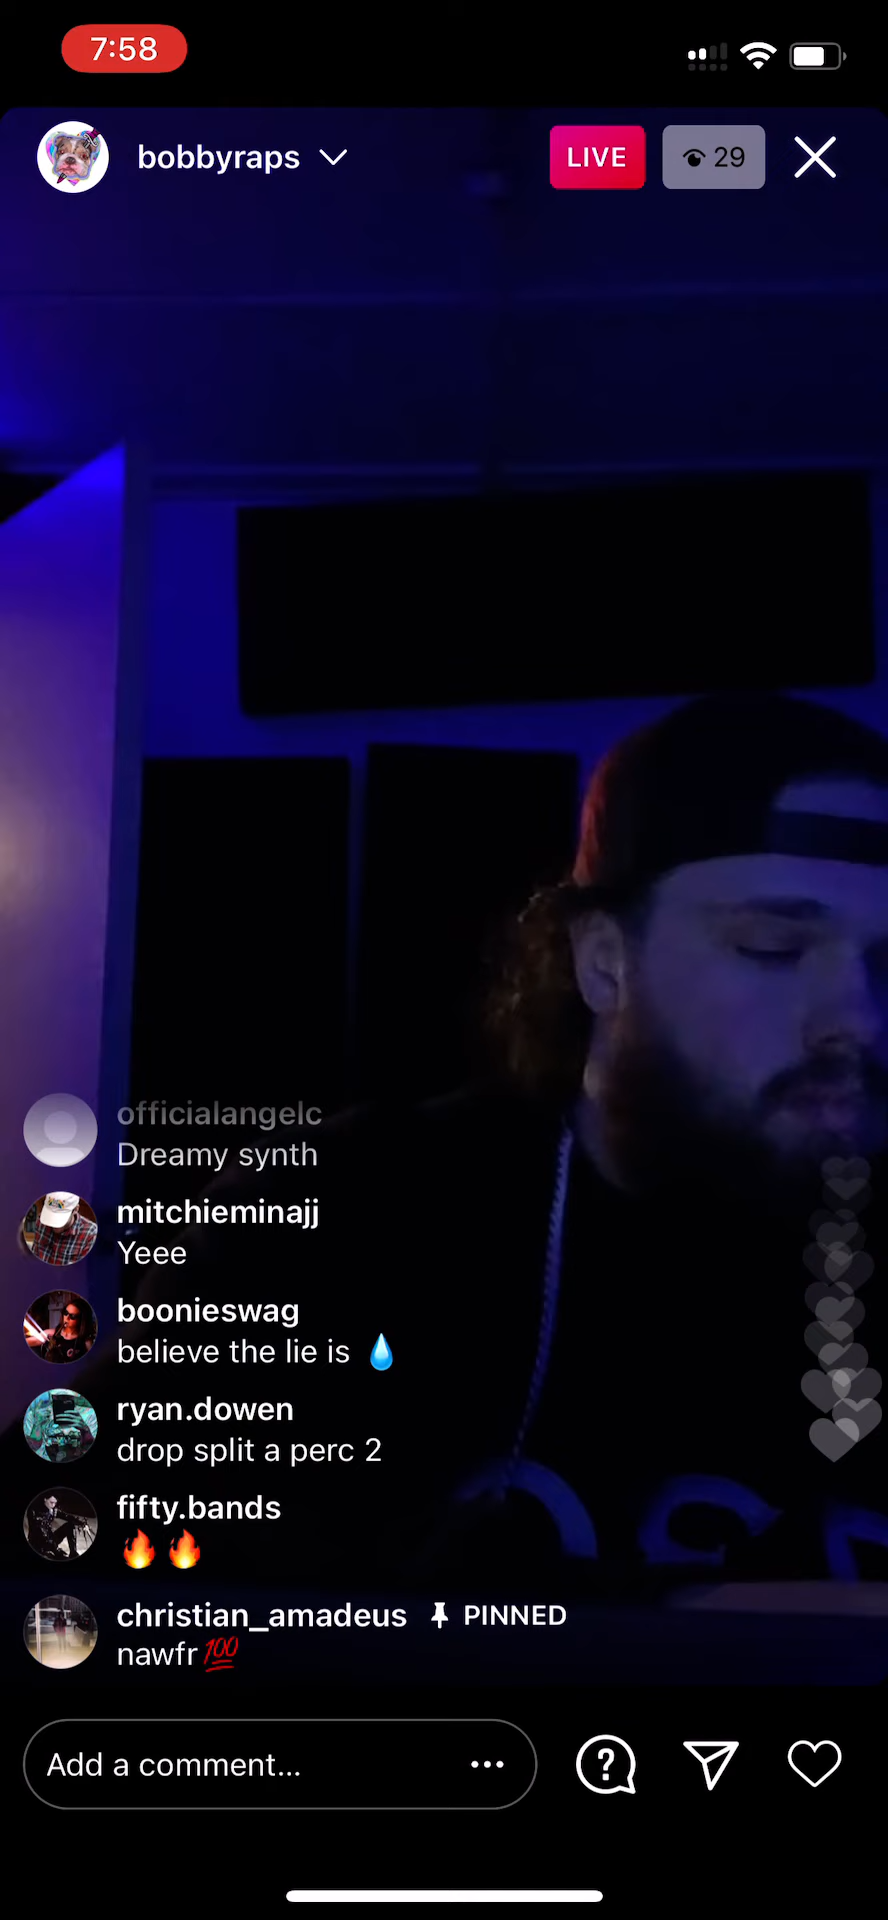 7:58
bobbyraps
LIVE
29
officialangelc
Dreamy synth
mitchieminajj
Yeee
boonieswag
believe the lie is 💧
ryan.dowen
drop split a perc 2
fifty.bands
🔥 🔥
christian_amadeus PINNED
nawfr💯
Add a comment...